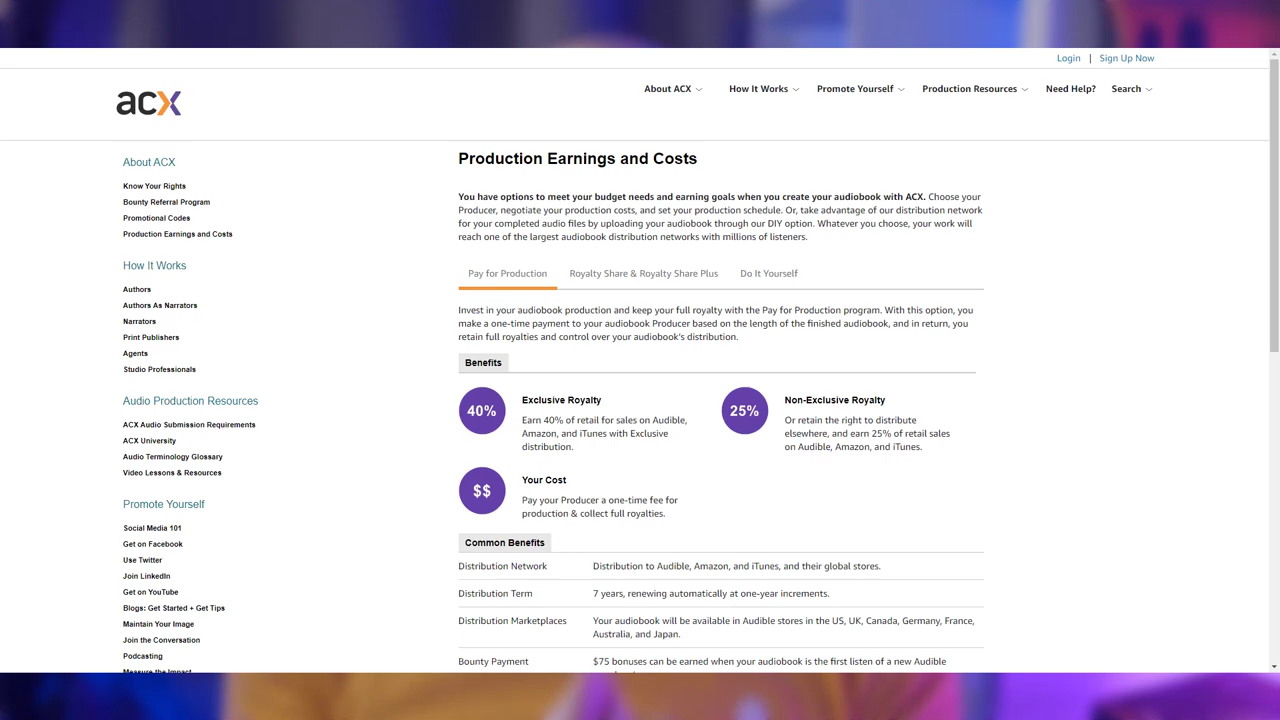 Login | Sign Up Now
acx
About ACX
How It Works
Promote Yourself
Production Resources
Need Help?
Search
About ACX
Know Your Rights
Bounty Referral Program
Promotional Codes
Production Earnings and Costs
How It Works
Authors
Authors As Narrators
Narrators
Print Publishers
Agents
Studio Professionals
Audio Production Resources
ACX Audio Submission Requirements
ACX University
Audio Terminology Glossary
Video Lessons & Resources
Promote Yourself
Social Media 101
Get on Facebook
Use Twitter
Join LinkedIn
Get on YouTube
Blogs: Get Started + Get Tips
Maintain Your Image
Join the Conversation
Podcasting
Measure the Impact
Production Earnings and Costs
You have options to meet your budget needs and earning goals when you create your audiobook with ACX. Choose your
Producer, negotiate your production costs, and set your production schedule. Or, take advantage of our distribution network
for your completed audio files by uploading your audiobook through our DIY option. Whatever you choose, your work will
reach one of the largest audiobook distribution networks with millions of listeners.
Pay for Production
Royalty Share & Royalty Share Plus
Do It Yourself
Invest in your audiobook production and keep your full royalty with the Pay for Production program. With this option, you
make a one-time payment to your audiobook Producer based on the length of the finished audiobook, and in return, you
retain full royalties and control over your audiobook's distribution.
Benefits
40%
Exclusive Royalty
Earn 40% of retail for sales on Audible,
Amazon, and iTunes with Exclusive
distribution.
25%
Non-Exclusive Royalty
Or retain the right to distribute
elsewhere, and earn 25% of retail sales
on Audible, Amazon, and iTunes.
$$
Your Cost
Pay your Producer a one-time fee for
production & collect full royalties.
Common Benefits
Distribution Network
Distribution to Audible, Amazon, and iTunes, and their global stores.
Distribution Term
7 years, renewing automatically at one-year increments.
Distribution Marketplaces
Your audiobook will be available in Audible stores in the US, UK, Canada, Germany, France,
Australia, and Japan.
Bounty Payment
$75 bonuses can be earned when your audiobook is the first listen of a new Audible